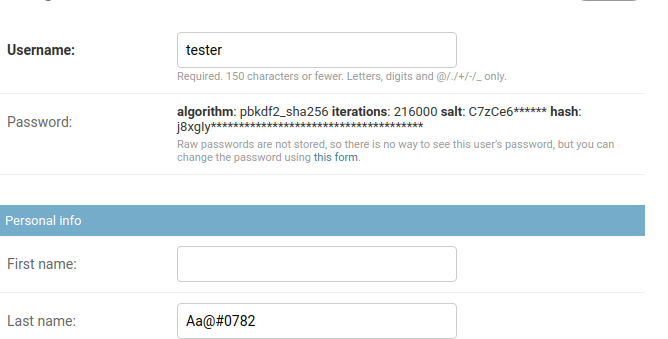 Username:
tester
Required. 150 characters or fewer. Letters, digits and @/./+/-/_ only.
Password:
algorithm: pbkdf2_sha256 iterations: 216000 salt: C7zCe6****** hash:
j8xgIy**************************************
Raw passwords are not stored, so there is no way to see this user's password, but you can
change the password using this form.
Personal info
First name:
Last name:
Aa@#0782